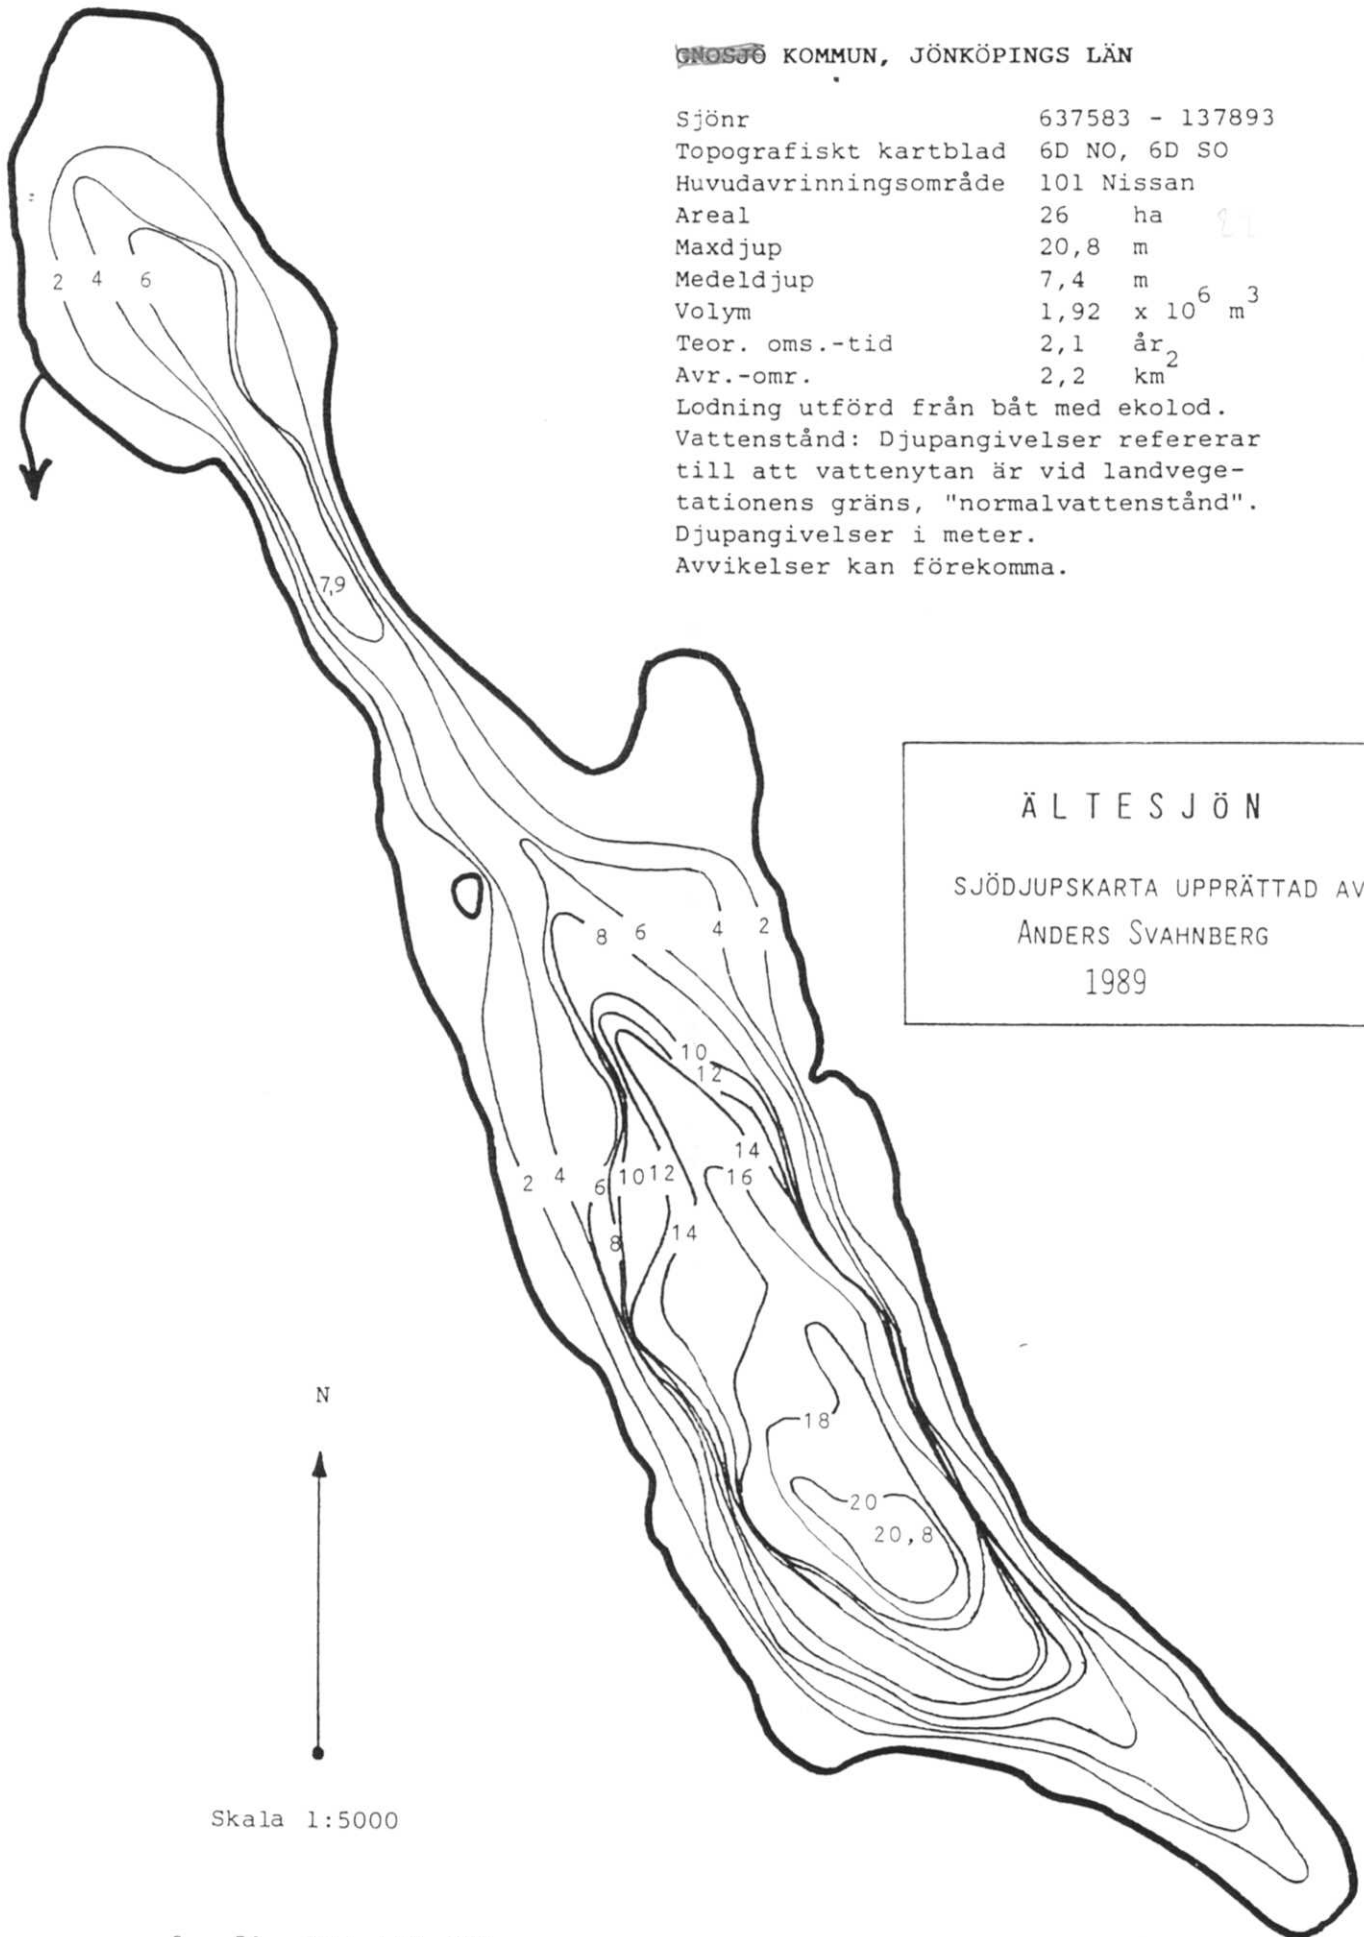 GNOSJÖ KOMMUN, JÖNKÖPINGS LÄN
Sjönr 637583 - 137893
Topografiskt kartblad 6D NO, 6D SO
Huvudavrinningsområde 101 Nissan
Areal 26 ha
Maxdjup 20,8 m
Medeldjup 7,4 m
Volym 1,92 x 10⁶ m³
Teor. oms.-tid 2,1 år
Avr.-omr. 2,2 km²
Lodning utförd från båt med ekolod.
Vattenstånd: Djupangivelser refererar
till att vattenytan är vid landvege-
tationens gräns, "normalvattenstånd".
Djupangivelser i meter.
Avvikelser kan förekomma.
2 4 6
7,9
ÄLTESJÖN
SJÖDJUPSKARTA UPPRÄTTAD AV
ANDERS SVAHNBERG
1989
8 6 4 2
10
12
14
16
2 4 6 10 12
8
14
18
20
20,8
N
Skala 1:5000